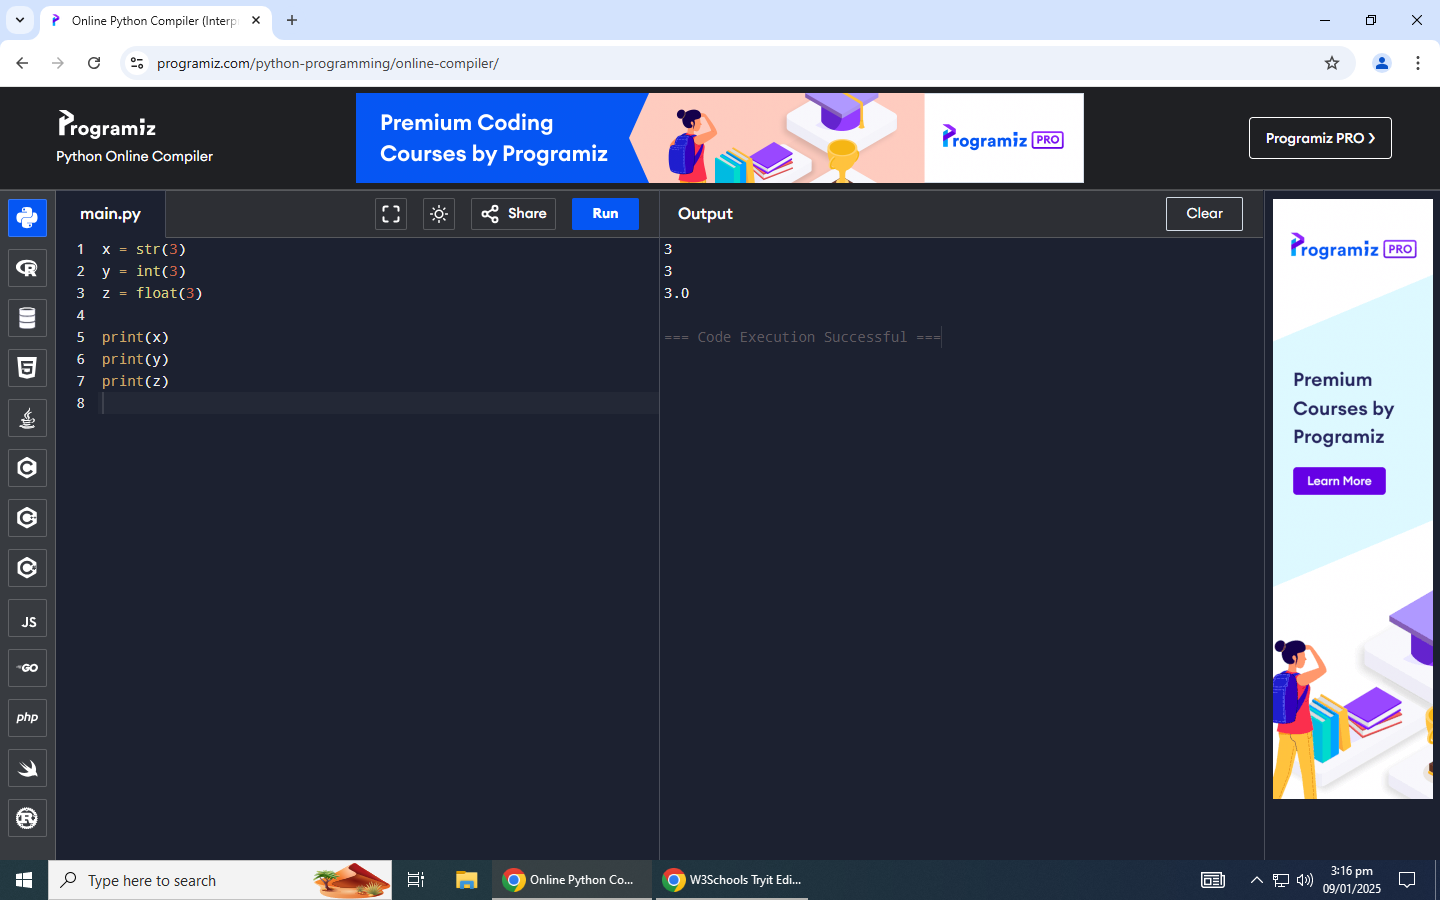 Online Python Compiler (Interp
programiz.com/python-programming/online-compiler/
Programiz
Python Online Compiler
Premium Coding
Courses by Programiz
Programiz PRO
Programiz PRO
main.py
Share
Run
Output
Clear
1 x = str(3)
2 y = int(3)
3 z = float(3)
4
5 print(x)
6 print(y)
7 print(z)
8
3
3
3.0
=== Code Execution Successful ===
JS
GO
php
Programiz PRO
Premium
Courses by
Programiz
Learn More
Type here to search
Online Python Co...
W3Schools Tryit Edi...
3:16 pm
09/01/2025